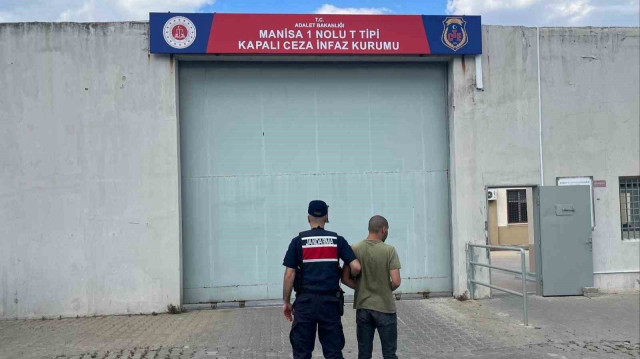 T.C.
ADALET BAKANLIĞI
MANİSA 1 NOLU T TİPİ
KAPALI CEZA İNFAZ KURUMU
JANDARMA